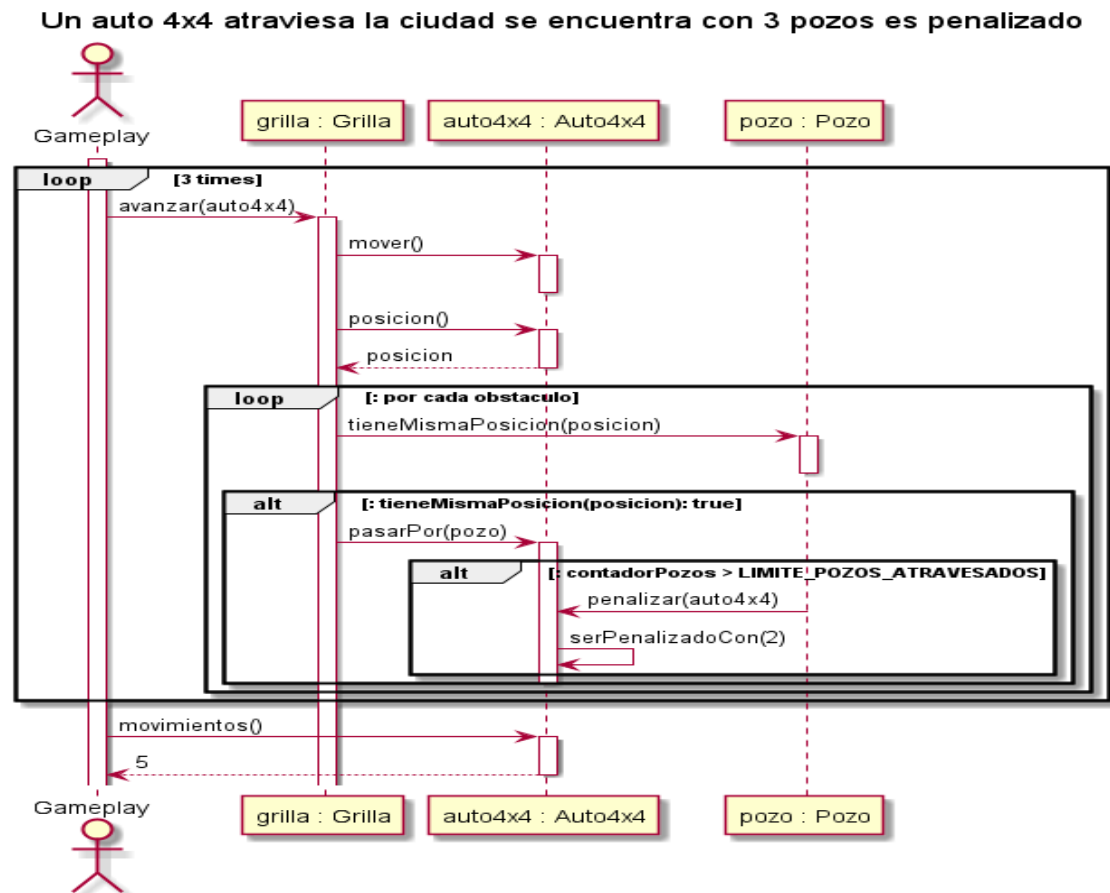 Un auto 4x4 atraviesa la ciudad se encuentra con 3 pozos es penalizado
Gameplay
grilla : Grilla
auto4x4 : Auto4x4
pozo : Pozo
loop [3 times]
avanzar(auto4x4)
mover()
posicion()
posicion
loop [: por cada obstaculo]
tieneMismaPosicion(posicion)
alt [: tieneMismaPosicion(posicion): true]
pasarPor(pozo)
alt [: contadorPozos > LIMITE_POZOS_ATRAVESADOS]
penalizar(auto4x4)
serPenalizadoCon(2)
movimientos()
5
Gameplay
grilla : Grilla
auto4x4 : Auto4x4
pozo : Pozo